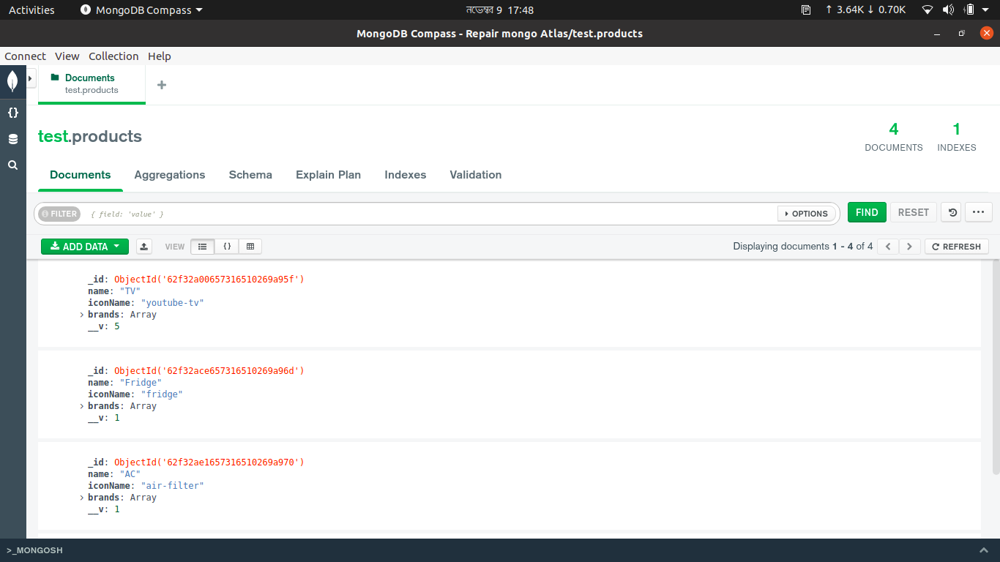 Activities MongoDB Compass নভেম্বর 9 17:48 ↑ 3.64K ↓ 0.70K
MongoDB Compass - Repair mongo Atlas/test.products
Connect View Collection Help
Documents
test.products
test.products
4
DOCUMENTS
1
INDEXES
Documents Aggregations Schema Explain Plan Indexes Validation
FILTER { field: 'value' } OPTIONS FIND RESET ...
ADD DATA VIEW {} Displaying documents 1 - 4 of 4 < > REFRESH
_id: ObjectId('62f32a00657316510269a95f')
name: "TV"
iconName: "youtube-tv"
> brands: Array
__v: 5
_id: ObjectId('62f32ace657316510269a96d')
name: "Fridge"
iconName: "fridge"
> brands: Array
__v: 1
_id: ObjectId('62f32ae1657316510269a970')
name: "AC"
iconName: "air-filter"
> brands: Array
__v: 1
>_MONGOSH